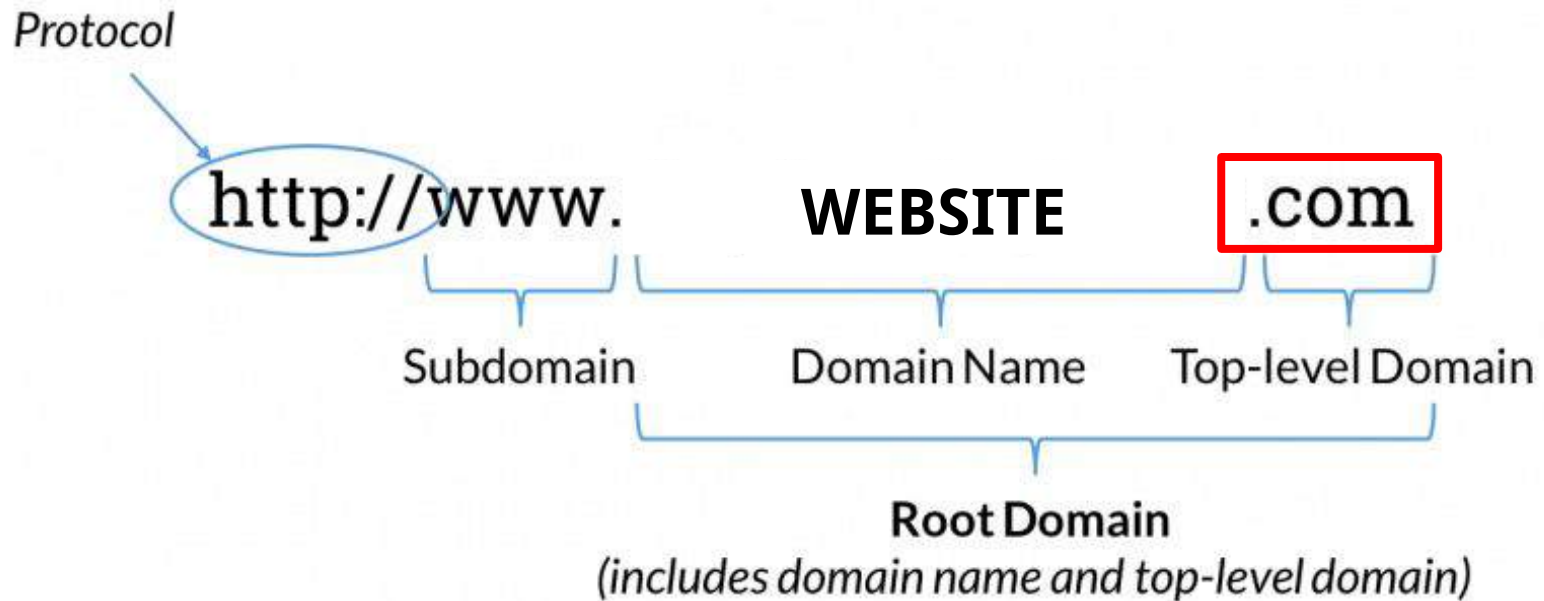 Protocol
http://www. WEBSITE .com
Subdomain Domain Name Top-level Domain
Root Domain
(includes domain name and top-level domain)